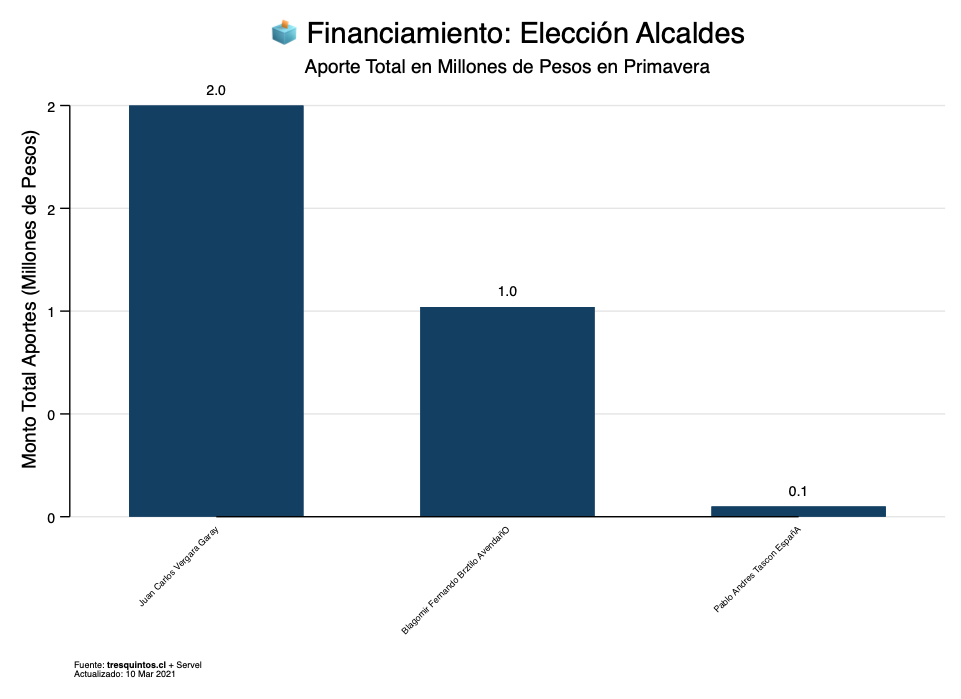 🗳️ Financiamiento: Elección Alcaldes
Aporte Total en Millones de Pesos en Primavera
Monto Total Aportes (Millones de Pesos)
2
2
1
0
0
2.0
1.0
0.1
Juan Carlos Vergara Garay
Blagomir Fernando Brztilo AvendañO
Pablo Andres Tascon EspañA
Fuente: tresquintos.cl + Servel
Actualizado: 10 Mar 2021